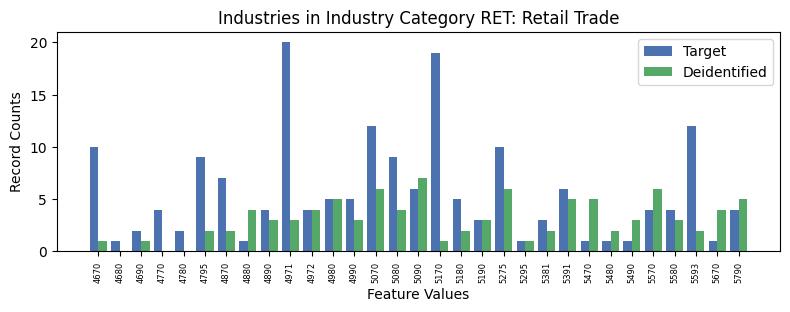 Industries in Industry Category RET: Retail Trade
Target
Deidentified
Record Counts
20
15
10
5
0
4670 4680 4690 4770 4780 4795 4870 4880 4890 4971 4972 4980 4990 5070 5080 5090 5170 5180 5190 5275 5295 5381 5391 5470 5480 5490 5570 5580 5593 5670 5790
Feature Values